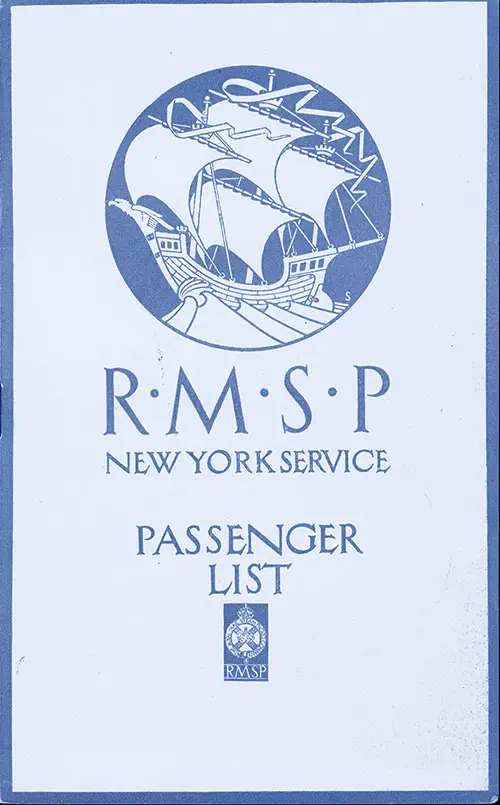 S
R·M·S·P
NEW YORK SERVICE
PASSENGER
LIST
RMSP